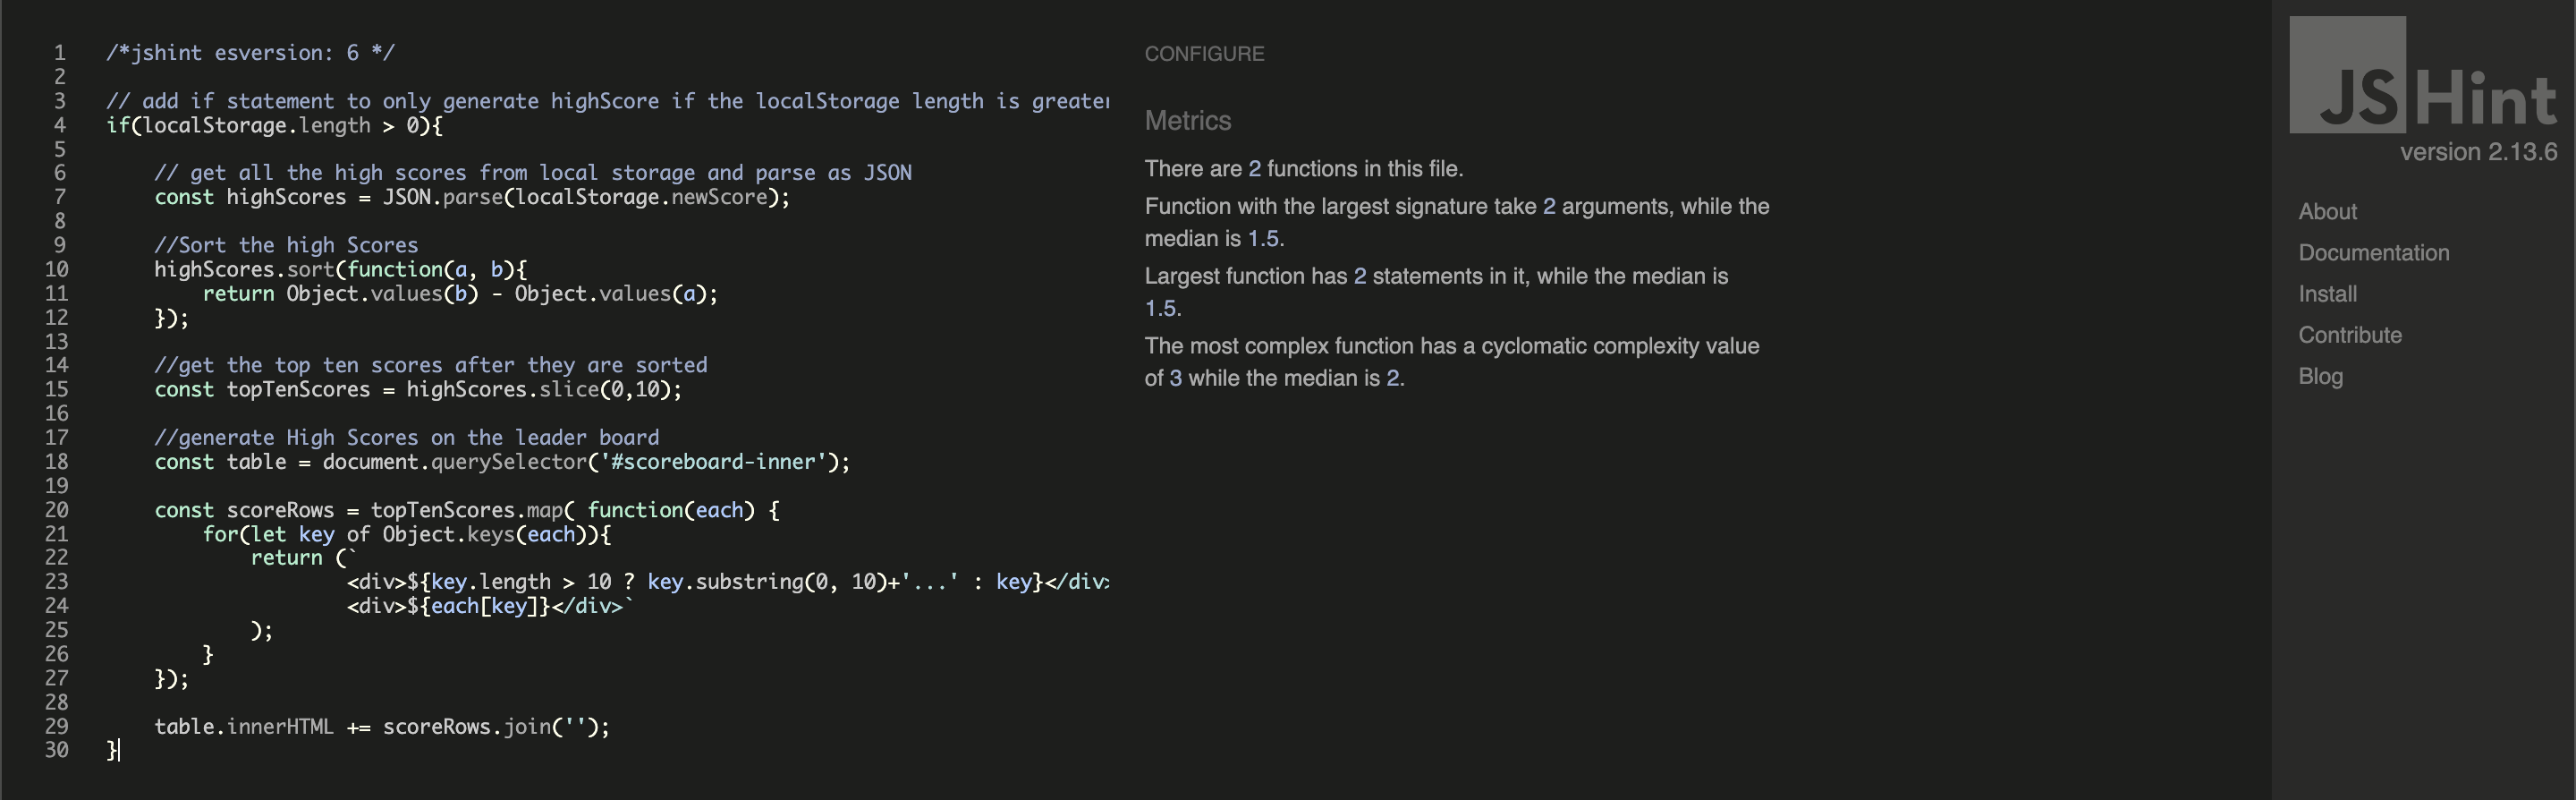 1 /*jshint esversion: 6 */
2
3 // add if statement to only generate highScore if the localStorage length is greater
4 if(localStorage.length > 0){
5
6 // get all the high scores from local storage and parse as JSON
7 const highScores = JSON.parse(localStorage.newScore);
8
9 //Sort the high Scores
10 highScores.sort(function(a, b){
11 return Object.values(b) - Object.values(a);
12 });
13
14 //get the top ten scores after they are sorted
15 const topTenScores = highScores.slice(0,10);
16
17 //generate High Scores on the leader board
18 const table = document.querySelector('#scoreboard-inner');
19
20 const scoreRows = topTenScores.map( function(each) {
21 for(let key of Object.keys(each)){
22 return (`
23 <div>${key.length > 10 ? key.substring(0, 10)+'...' : key}</div>
24 <div>${each[key]}</div>`
25 );
26 }
27 });
28
29 table.innerHTML += scoreRows.join('');
30 }
CONFIGURE
Metrics
There are 2 functions in this file.
Function with the largest signature take 2 arguments, while the
median is 1.5.
Largest function has 2 statements in it, while the median is
1.5.
The most complex function has a cyclomatic complexity value
of 3 while the median is 2.
JSHint
version 2.13.6
About
Documentation
Install
Contribute
Blog